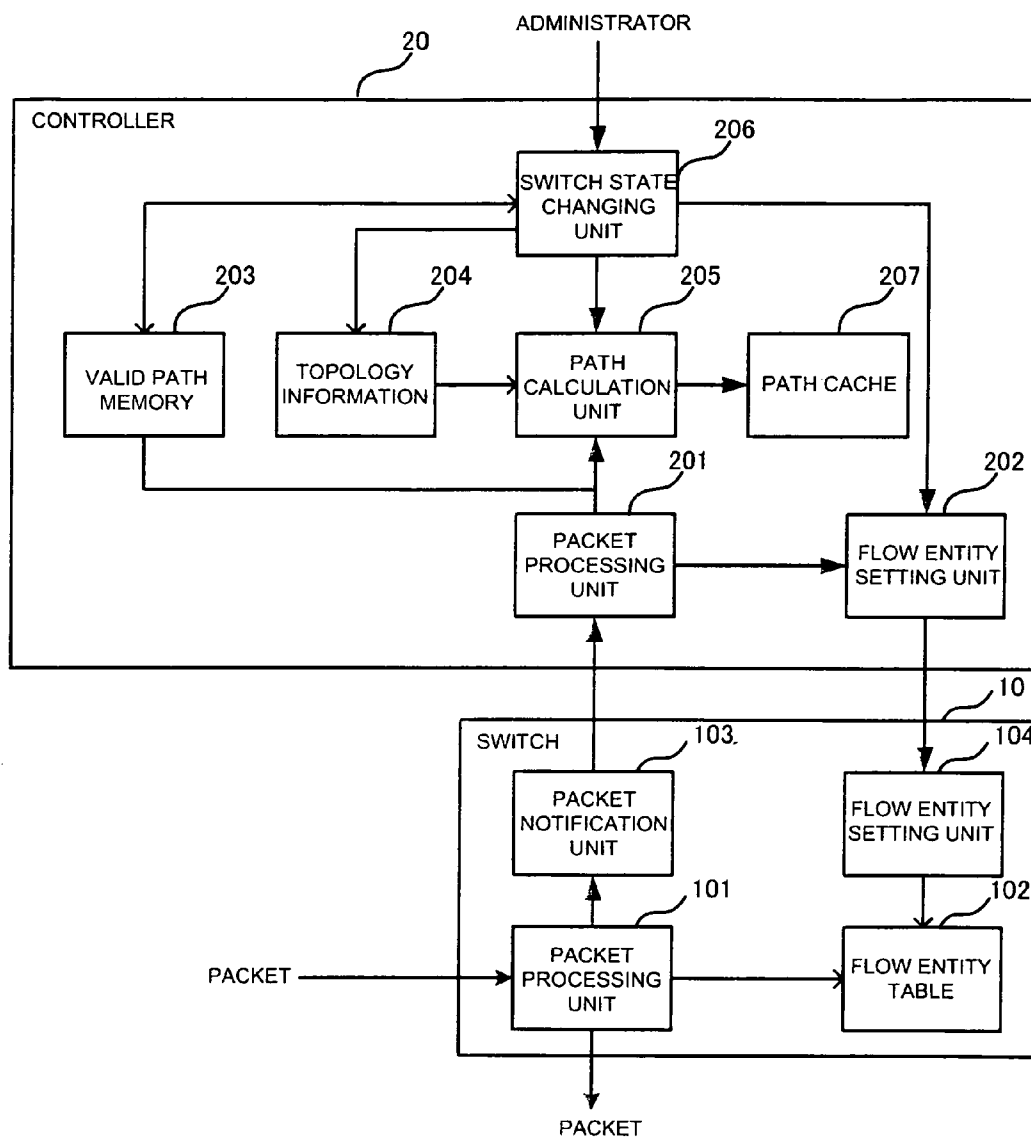 ADMINISTRATOR
20
CONTROLLER
206
SWITCH STATE
CHANGING
UNIT
203
VALID PATH
MEMORY
204
TOPOLOGY
INFORMATION
205
PATH
CALCULATION
UNIT
207
PATH CACHE
201
PACKET
PROCESSING
UNIT
202
FLOW ENTITY
SETTING UNIT
10
SWITCH
103
PACKET
NOTIFICATION
UNIT
104
FLOW ENTITY
SETTING UNIT
101
PACKET
PACKET
PROCESSING
UNIT
102
FLOW ENTITY
TABLE
PACKET